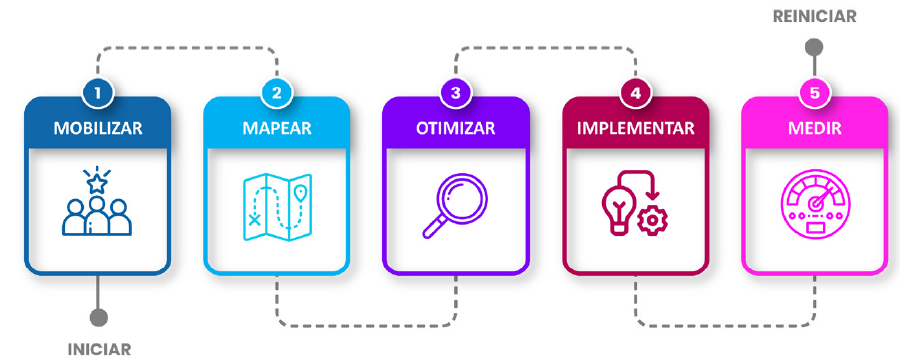 REINICIAR
1
2
3
4
5
MOBILIZAR
MAPEAR
OTIMIZAR
IMPLEMENTAR
MEDIR
INICIAR